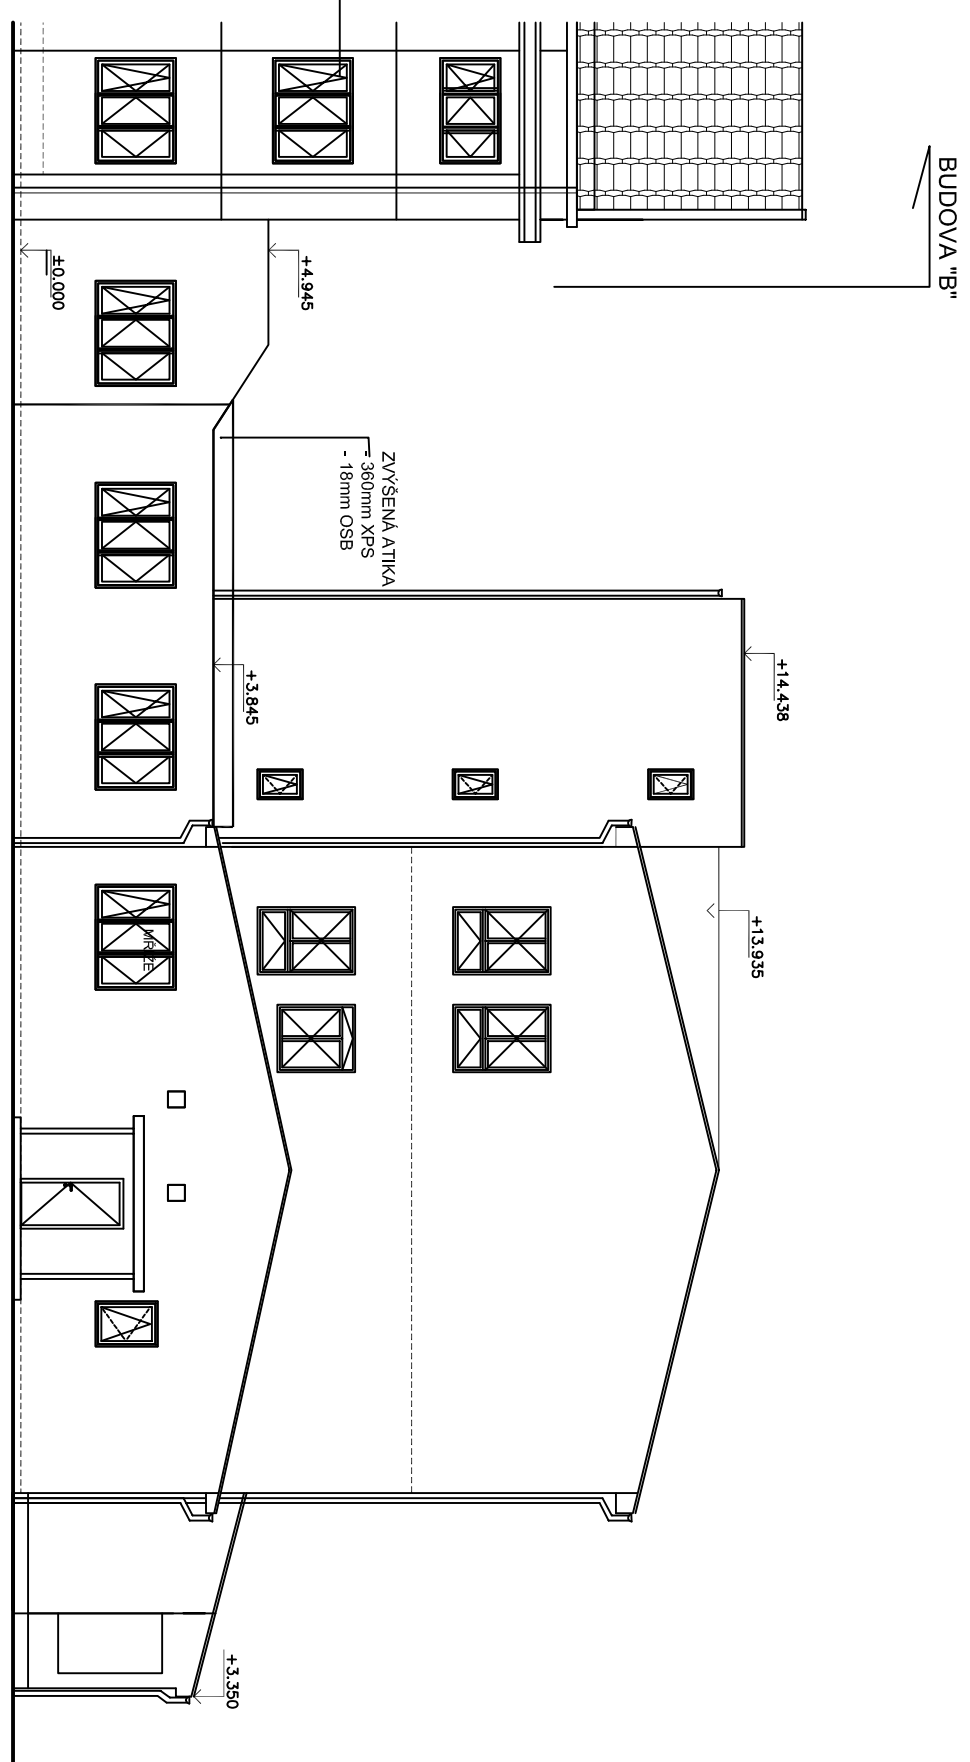 BUDOVA "B"
+14.438
+13.935
+4.945
±0.000
ZVÝŠENÁ ATIKA
- 360mm XPS
- 18mm OSB
+3.845
MŘÍŽE
+3.350